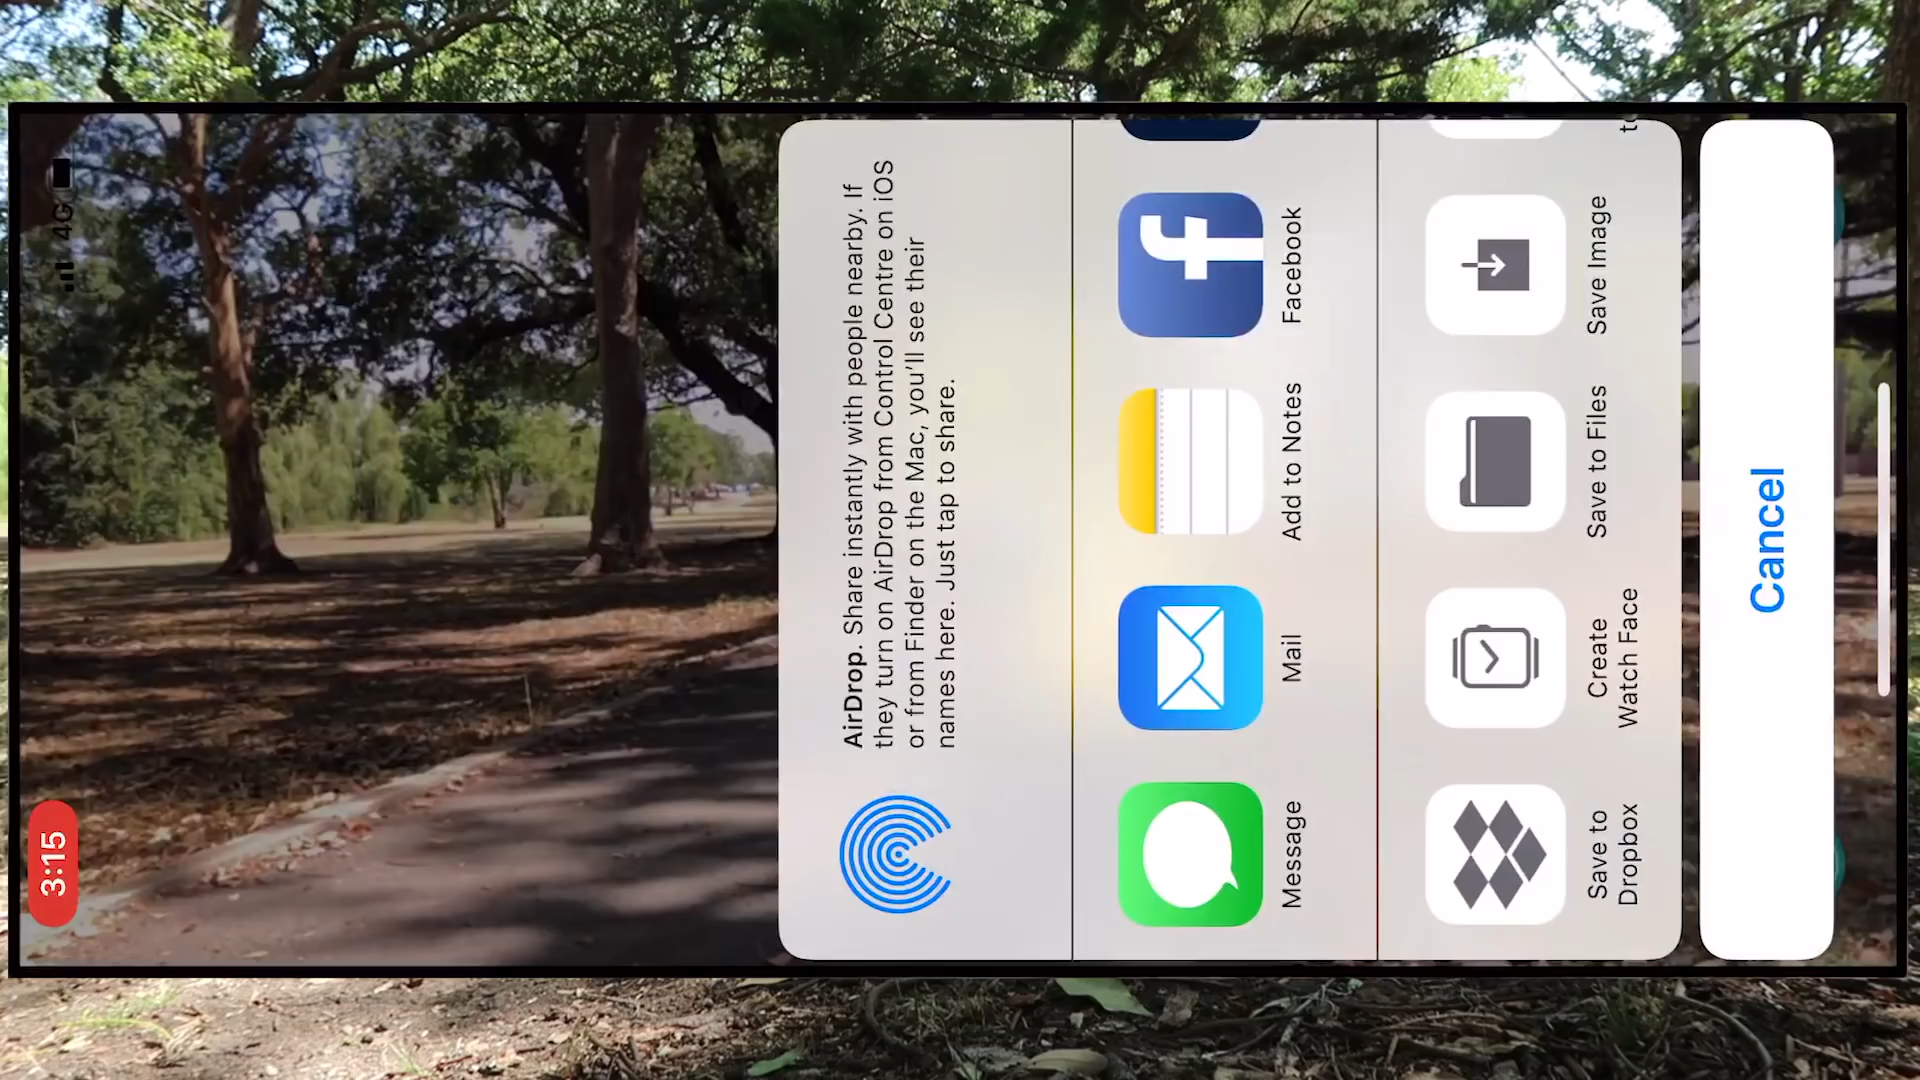 3:15
4G
AirDrop. Share instantly with people nearby. If
they turn on AirDrop from Control Centre on iOS
or from Finder on the Mac, you'll see their
names here. Just tap to share.
Message
Mail
Add to Notes
Facebook
Save to
Dropbox
Create
Watch Face
Save to Files
Save Image
Cancel